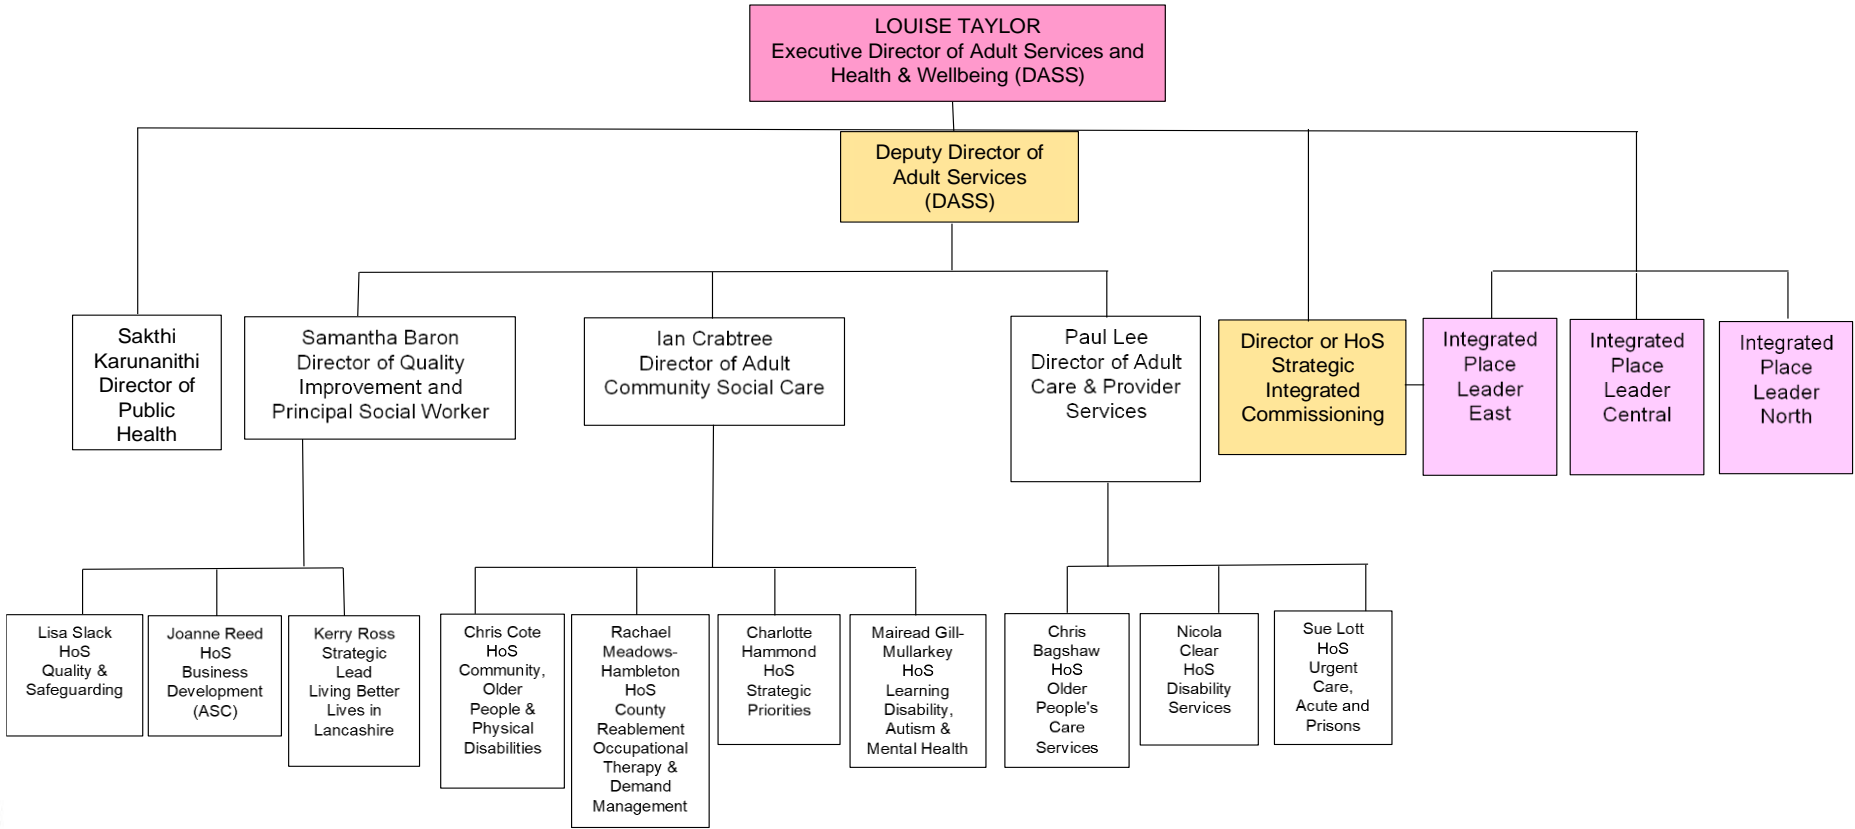 LOUISE TAYLOR
Executive Director of Adult Services and
Health & Wellbeing (DASS)
Deputy Director of
Adult Services
(DASS)
Sakthi
Karunanithi
Director of
Public
Health
Samantha Baron
Director of Quality
Improvement and
Principal Social Worker
Ian Crabtree
Director of Adult
Community Social Care
Paul Lee
Director of Adult
Care & Provider
Services
Director or HoS
Strategic
Integrated
Commissioning
Integrated
Place
Leader
East
Integrated
Place
Leader
Central
Integrated
Place
Leader
North
Lisa Slack
HoS
Quality &
Safeguarding
Joanne Reed
HoS
Business
Development
(ASC)
Kerry Ross
Strategic
Lead
Living Better
Lives in
Lancashire
Chris Cote
HoS
Community,
Older
People &
Physical
Disabilities
Rachael
Meadows-
Hambleton
HoS
County
Reablement
Occupational
Therapy &
Demand
Management
Charlotte
Hammond
HoS
Strategic
Priorities
Mairead Gill-
Mullarkey
HoS
Learning
Disability,
Autism &
Mental Health
Chris
Bagshaw
HoS
Older
People's
Care
Services
Nicola
Clear
HoS
Disability
Services
Sue Lott
HoS
Urgent
Care,
Acute and
Prisons